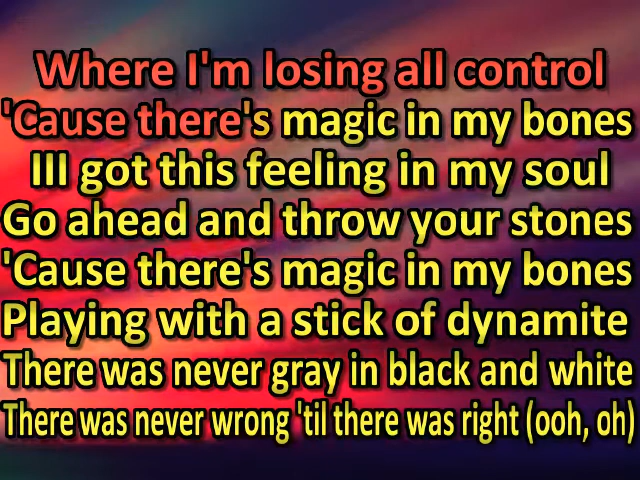 Where I'm losing all control
'Cause there's magic in my bones
III got this feeling in my soul
Go ahead and throw your stones
'Cause there's magic in my bones
Playing with a stick of dynamite
There was never gray in black and white
There was never wrong 'til there was right (ooh, oh)